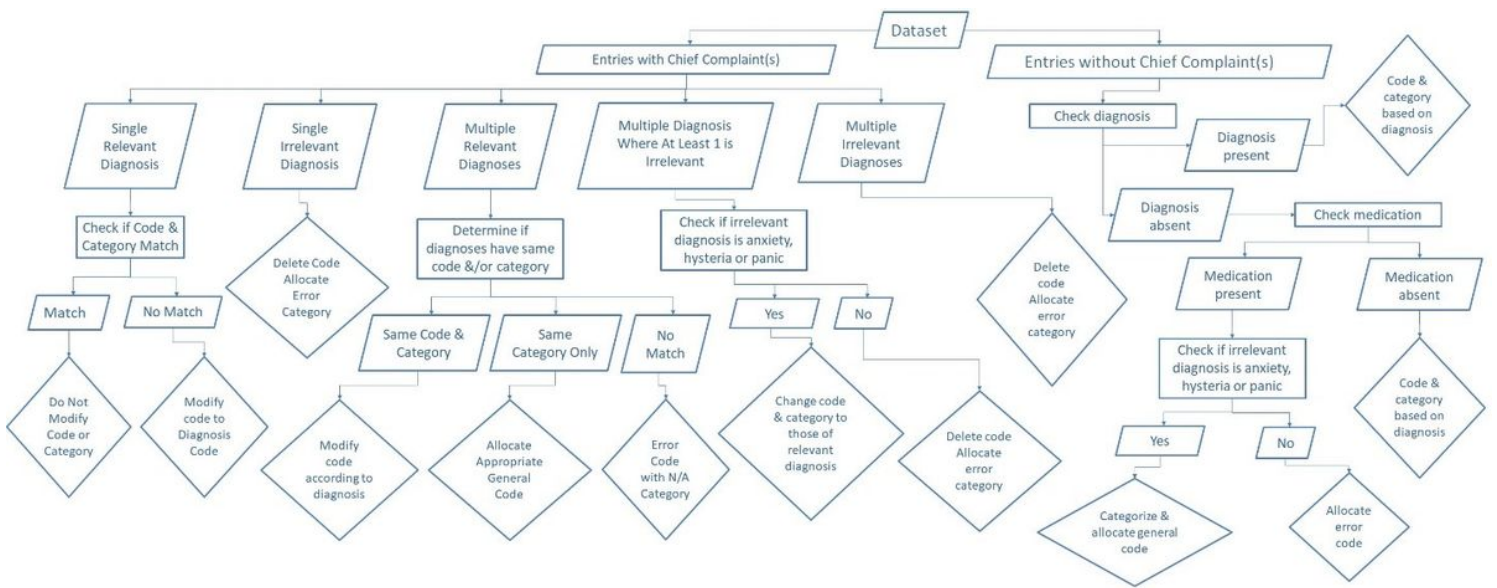 Dataset
Entries with Chief Complaint(s)
Entries without Chief Complaint(s)
Single
Relevant
Diagnosis
Single
Irrelevant
Diagnosis
Multiple
Relevant
Diagnoses
Multiple Diagnosis
Where At Least 1 is
Irrelevant
Multiple
Irrelevant
Diagnoses
Check diagnosis
Diagnosis
present
Code &
category
based on
diagnosis
Check if Code &
Category Match
Delete Code
Allocate
Error
Category
Determine if
diagnoses have same
code &/or category
Check if irrelevant
diagnosis is anxiety,
hysteria or panic
Delete
code
Allocate
error
category
Diagnosis
absent
Check medication
Medication
present
Medication
absent
Match
No Match
Same Code &
Category
Same
Category Only
No
Match
Yes
No
Check if irrelevant
diagnosis is anxiety,
hysteria or panic
Code &
category
based on
diagnosis
Do Not
Modify
Code or
Category
Modify
code to
Diagnosis
Code
Modify
code
according to
diagnosis
Allocate
Appropriate
General
Code
Error
Code
with N/A
Category
Change code
& category to
those of
relevant
diagnosis
Delete code
Allocate
error
category
Yes
No
Categorize &
allocate general
code
Allocate
error
code